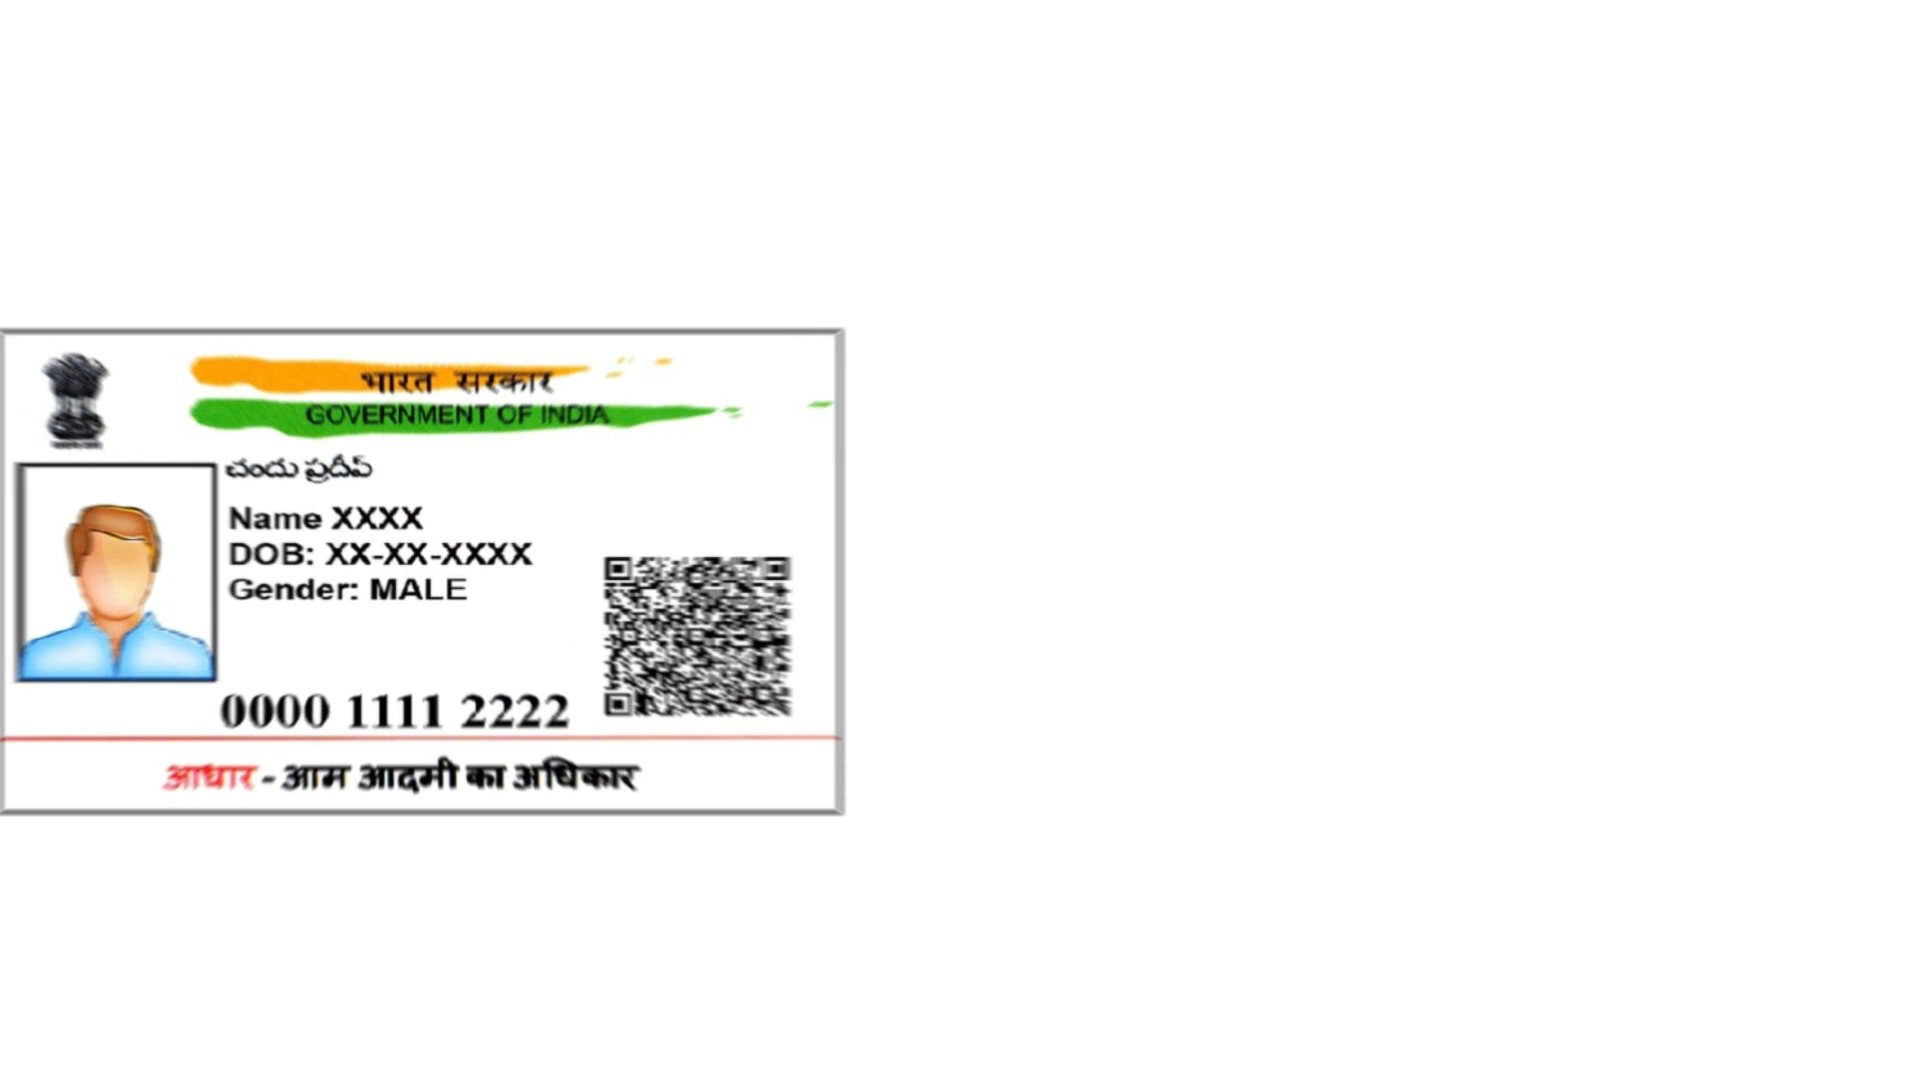 भारत सरकार
GOVERNMENT OF INDIA
చందు ప్రదీప్
Name XXXX
DOB: XX-XX-XXXX
Gender: MALE
0000 1111 2222
आधार - आम आदमी का अधिकार